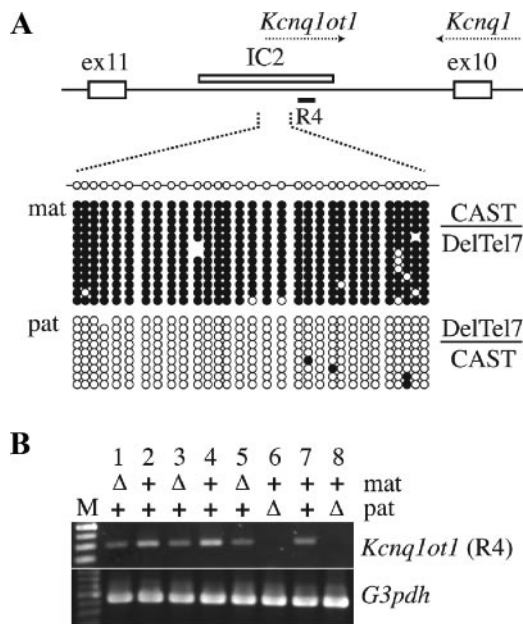 A
Kcnq1ot1 Kcnq1
ex11 IC2 ex10
R4
mat CAST
DelTel7
pat DelTel7
CAST
B
1 2 3 4 5 6 7 8
Δ + Δ + Δ + + + mat
M + + + + + Δ + Δ pat
Kcnq1ot1 (R4)
G3pdh